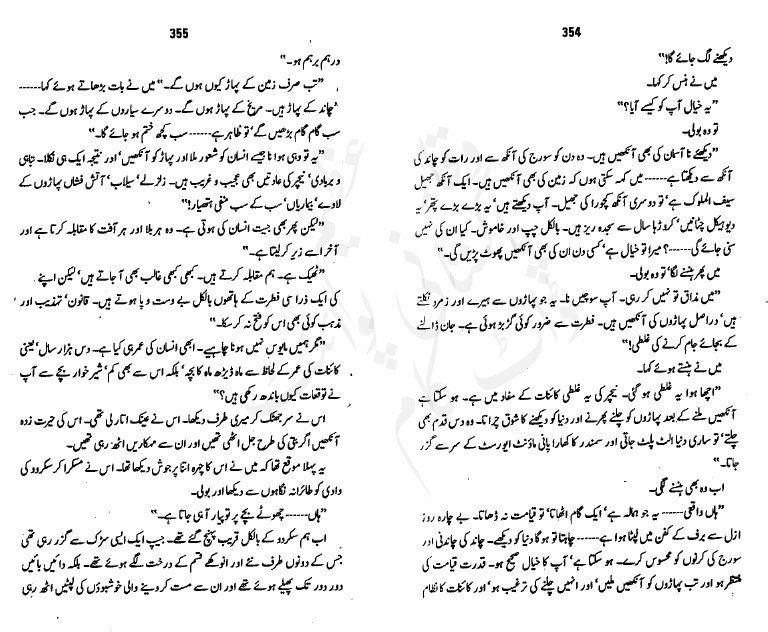 354
دیکھنے لگ جائے گا!"
میں نے ہنس کر کہا۔
"یہ خیال آپ کو کیسے آیا؟"
تو وہ بولی۔
"دیکھئے نا آسمان کی بھی آنکھیں ہیں۔ وہ دن کو سورج کی آنکھ سے اور رات کو چاند کی
آنکھ سے دیکھتا ہے------ میں کہہ سکتی ہوں کہ زمین کی بھی آنکھیں ہیں۔ ایک آنکھ جھیل
سیف الملوک ہے' تو دوسری آنکھ کچورا کی جھیل۔ آپ دیکھتے ہیں' یہ بڑے بڑے پتھر' یہ
دیوہیکل چٹانیں' کروڑہا سال سے سجدہ ریز ہیں۔ بالکل چپ اور خاموش۔ کیا ان کی نہیں
سنی جائے گی------؟ میرا تو خیال ہے' کسی دن ان کی بھی آنکھیں پھوٹ پڑیں گی۔"
میں پھر ہنسنے لگا' تو وہ بولی۔
"میں مذاق تو نہیں کر رہی۔ آپ سوچیں نا۔ یہ جو پہاڑوں سے ہیرے اور زمرد نکلتے
ہیں' دراصل پہاڑوں کی آنکھیں ہیں۔ فطرت سے ضرور کوئی گڑبڑ ہوئی ہے۔ جان ڈالنے
کے بجائے جام کرنے کی غلطی!"
میں نے ہنستے ہوئے کہا۔
"اچھا ہوا یہ غلطی ہو گئی۔ نیچر کی یہ غلطی کائنات کے مفاد میں ہے۔ ہو سکتا ہے
آنکھیں ملنے کے بعد پہاڑوں کو چلنے پھرنے اور دنیا کو دیکھنے کا شوق چرانا۔ وہ دس قدم بھی
چلتے' تو ساری دنیا الٹ پلٹ جاتی اور سمندر کا کھارا پانی ماؤنٹ ایورسٹ کے سر سے گزر
جاتا۔"
اب وہ بھی ہنسنے لگی۔
"ہاں واقعی------ یہ جو ہمالہ ہے' ایک گام اٹھاتا' تو قیامت نہ ڈھاتا۔ بے چارہ روز
ازل سے برف کے کفن میں لپٹا ہوا ہے------ چاہتا تو ہو گا دنیا کو دیکھے۔ چاند کی چاندنی اور
سورج کی کرنوں کو محسوس کرے۔ ہو سکتا ہے' آپ کا خیال صحیح ہو۔ قدرت قیامت کی
منتظر ہو اور تب پہاڑوں کو آنکھیں ملیں' اور انہیں چلنے کی ترغیب ہو' اور کائنات کا نظام
355
درہم برہم ہو۔"
"تب صرف زمین کے پہاڑ کیوں ہوں گے۔" میں نے بات بڑھاتے ہوئے کہا------
"چاند کے پہاڑ ہیں۔ مریخ کے پہاڑ ہوں گے۔ دوسرے سیاروں کے پہاڑ ہوں گے۔ جب
سب گام گام بڑھیں گے' تو ظاہر ہے------ سب کچھ ختم ہو جائے گا۔"
"یہ تو وہی ہوا نا جیسے انسان کو شعور ملا اور پہاڑ کو آنکھیں' اور نتیجہ ایک ہی نکلا۔ تباہی
و بربادی' نیچر کی عادتیں بھی عجیب و غریب ہیں۔ زلزلے' سیلاب' آتش فشاں پہاڑوں کے
لاوے' بیماریاں' سب کے سب منفی ہتھیار!"
"لیکن پھر بھی جیت انسان کی ہوتی ہے۔ وہ ہر بلا اور ہر آفت کا مقابلہ کرتا ہے اور
آخر اسے زیر کر لیتا ہے۔"
"ٹھیک ہے۔ ہم مقابلہ کرتے ہیں۔ کبھی کبھی غالب بھی آ جاتے ہیں' لیکن اپنے
کی ایک ذرا سی فطرت کے ہاتھوں بالکل بے دست و پا ہوتے ہیں۔ قانون' تہذیب اور
مذہب کوئی بھی اس کو فتح نہ کر سکا۔"
"مگر ہمیں مایوس نہیں ہونا چاہیے۔ ابھی انسان کی عمر ہی کیا ہے۔ دس ہزار سال' یعنی
کائنات کی عمر کے لحاظ سے ماہ ڈیڑھ ماہ کا بچہ' بلکہ اس سے بھی کم' شیر خوار بچے سے آپ
نے توقعات کیوں باندھ رکھی ہیں؟"
اس نے سر جھٹک کر میری طرف دیکھا۔ اس نے عینک اتار لی تھی۔ اس کی حیرت زدہ
آنکھیں اگربتی کی طرح جل اٹھی تھیں اور ان سے مہکاریں اٹھ رہی تھیں۔
یہ پہلا موقع تھا کہ میں نے اس کا چہرہ اتنا پرجوش دیکھا تھا۔ اس نے مسکرا کر سکردو کی
وادی کو طائرانہ نگاہوں سے دیکھا اور بولی۔
"ہاں------ چھوٹے بچے پر تو پیار آ ہی جاتا ہے۔"
اب ہم سکردو کے بالکل قریب پہنچ گئے تھے۔ جیپ ایک ایسی سڑک سے گزر رہی تھی
جس کے دونوں طرف نئے اور انوکھے قسم کے درخت لگے ہوئے تھے۔ بلکہ دائیں بائیں
دور دور تک پھیلے ہوئے تھے اور ان سے مست کر دینے والی خوشبوؤں کی لپٹیں اٹھ رہی